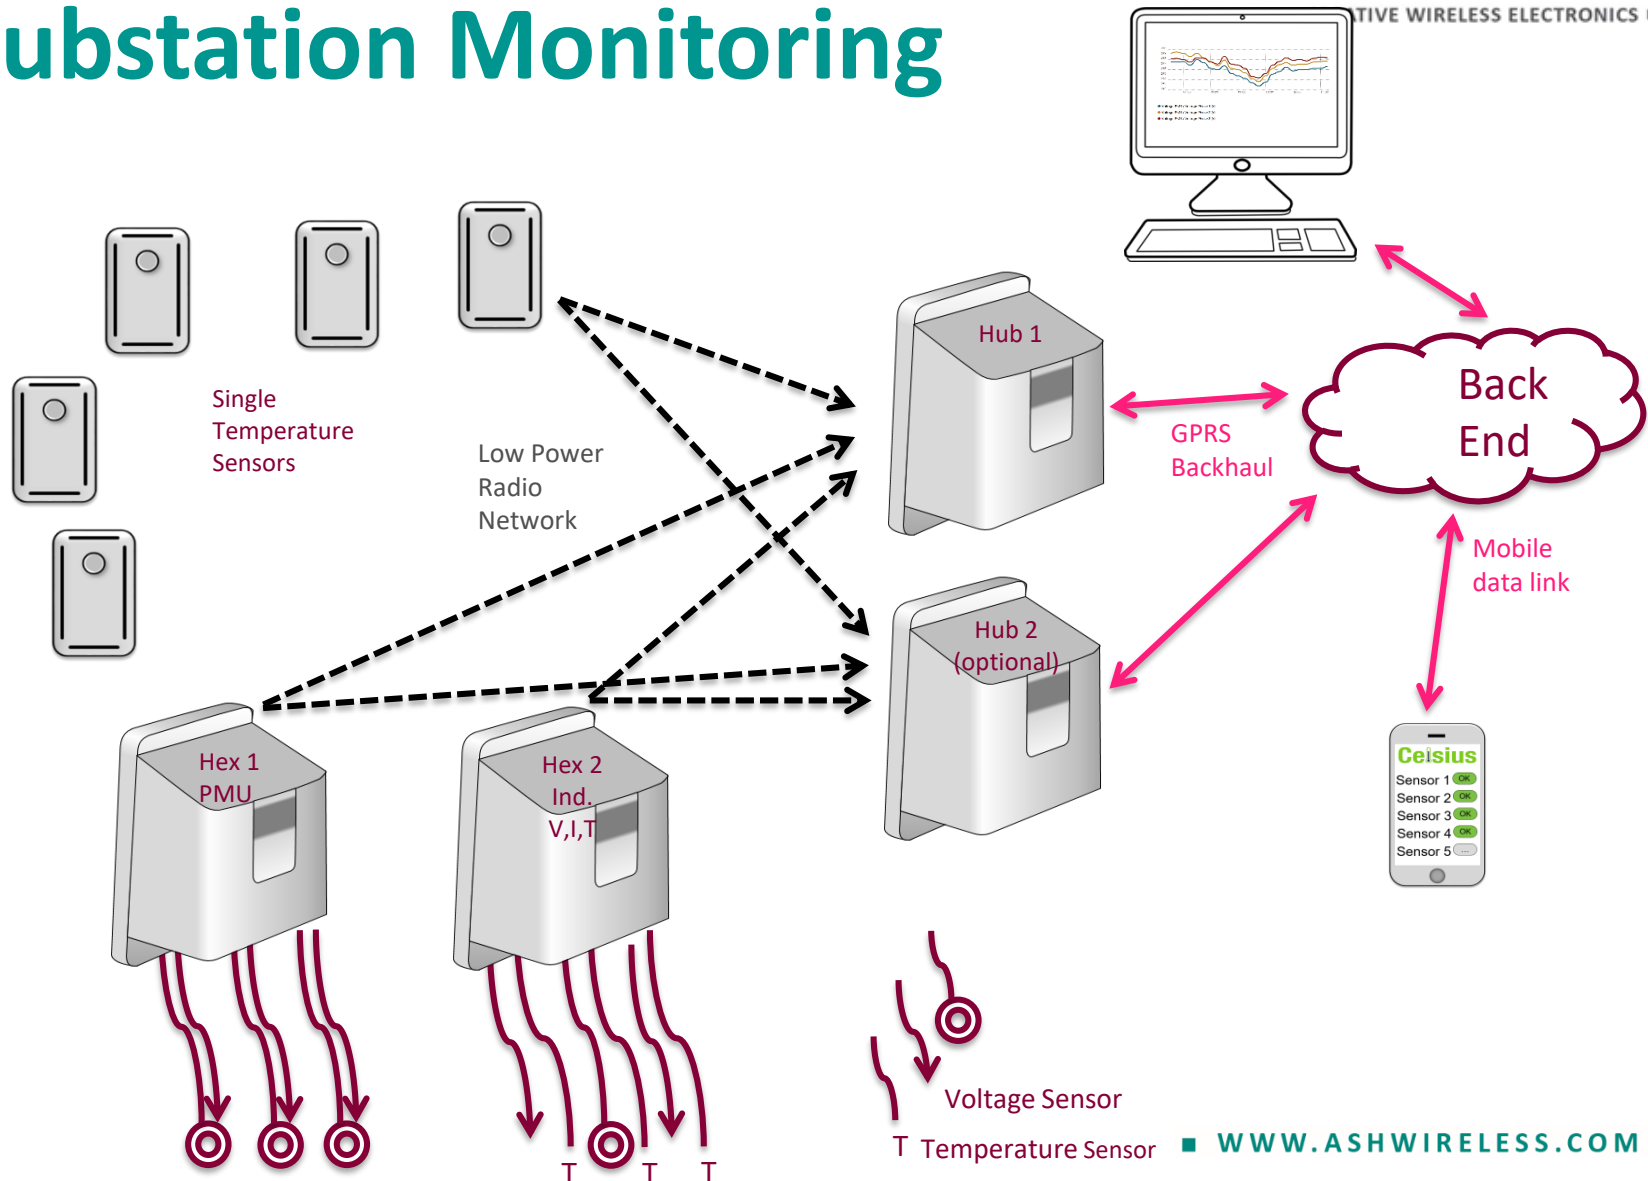 ubstation Monitoring
ATIVE WIRELESS ELECTRONICS
Hub 1
Back
End
Single
Temperature
Sensors
GPRS
Backhaul
Low Power
Radio
Network
Mobile
data link
Hub 2
(optional)
Hex 1
PMU
Hex 2
Ind.
V,I,T
Celsius
Sensor 1 OK
Sensor 2 OK
Sensor 3 OK
Sensor 4 OK
Sensor 5 ...
Voltage Sensor
T Temperature Sensor
T T T
WWW.ASHWIRELESS.COM